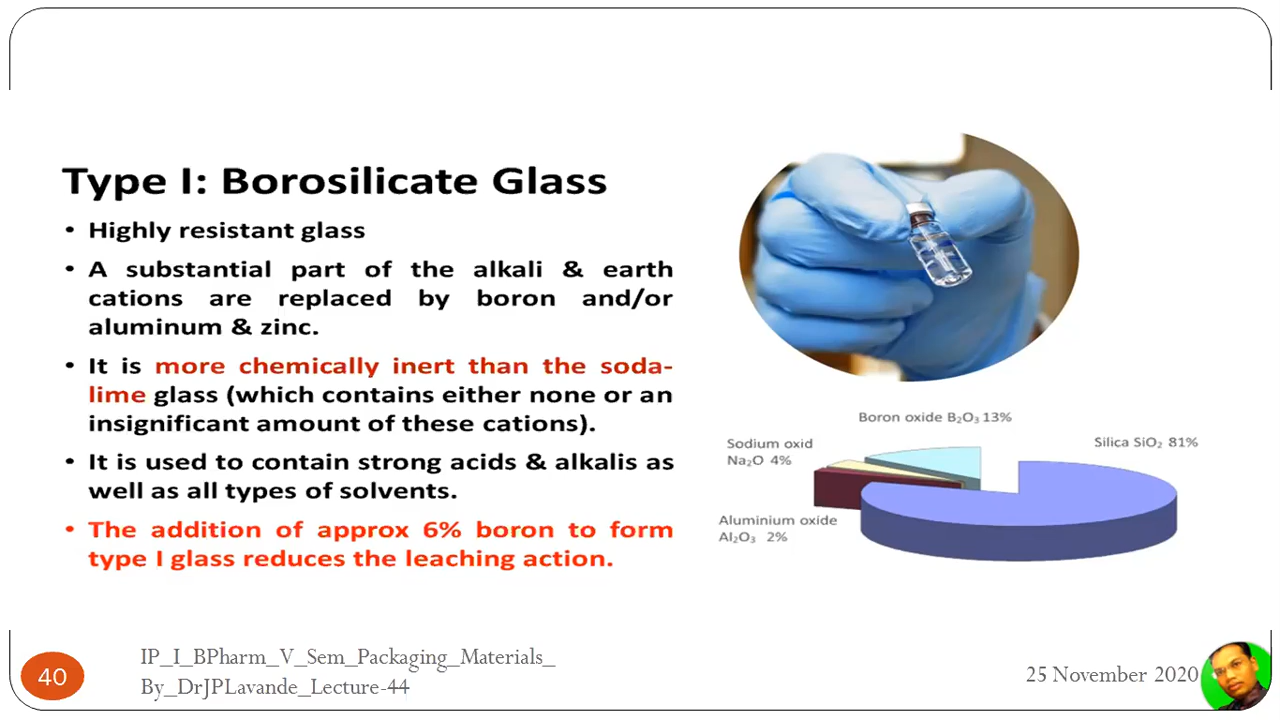 Type I: Borosilicate Glass
• Highly resistant glass
• A substantial part of the alkali & earth
cations are replaced by boron and/or
aluminum & zinc.
• It is more chemically inert than the soda-
lime glass (which contains either none or an
insignificant amount of these cations).
• It is used to contain strong acids & alkalis as
well as all types of solvents.
• The addition of approx 6% boron to form
type I glass reduces the leaching action.
Boron oxide B₂O₃ 13%
Silica SiO₂ 81%
Sodium oxid
Na₂O 4%
Aluminium oxide
Al₂O₃ 2%
40
IP_I_BPharm_V_Sem_Packaging_Materials_
By_DrJPLavande_Lecture-44
25 November 2020